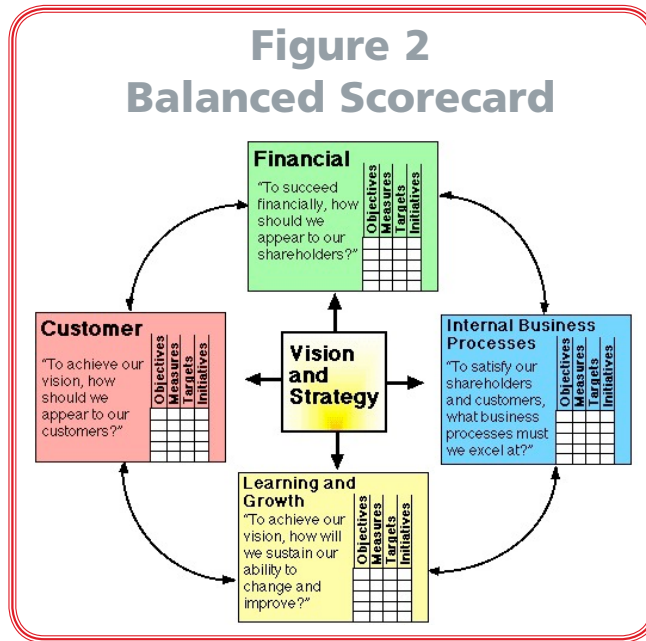 Figure 2
Balanced Scorecard
Financial
"To succeed
financially, how
should we
appear to our
shareholders?"
Objectives
Measures
Targets
Initiatives
Customer
"To achieve our
vision, how
should we
appear to our
customers?"
Objectives
Measures
Targets
Initiatives
Vision
and
Strategy
Internal Business
Processes
"To satisfy our
shareholders
and customers,
what business
processes must
we excel at?"
Objectives
Measures
Targets
Initiatives
Learning and
Growth
"To achieve our
vision, how will
we sustain our
ability to
change and
improve?"
Objectives
Measures
Targets
Initiatives